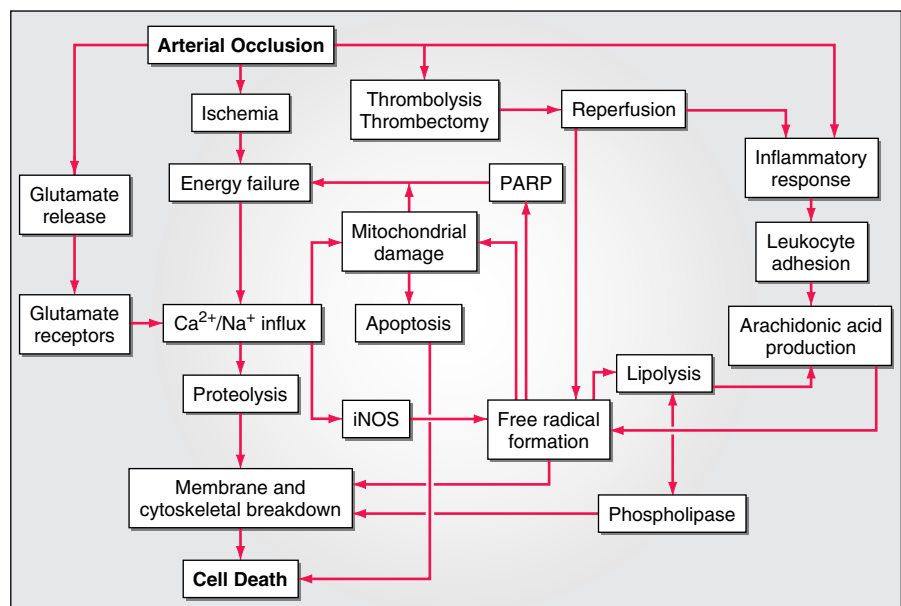 Arterial Occlusion
Ischemia
Thrombolysis
Thrombectomy
Reperfusion
Glutamate
release
Energy failure
PARP
Inflammatory
response
Mitochondrial
damage
Leukocyte
adhesion
Glutamate
receptors
Ca²⁺/Na⁺ influx
Apoptosis
Arachidonic acid
production
Proteolysis
iNOS
Lipolysis
Free radical
formation
Membrane and
cytoskeletal breakdown
Phospholipase
Cell Death